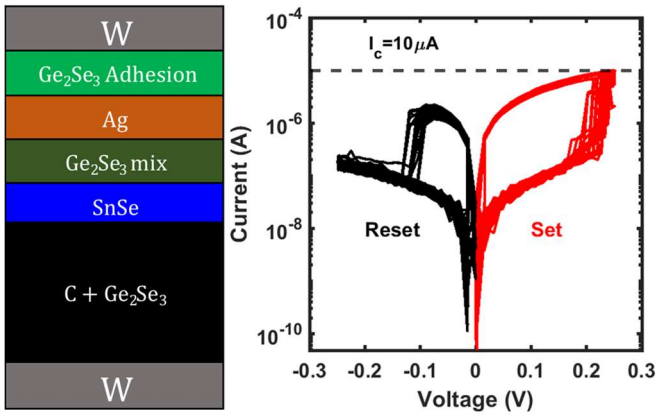 W
Ge₂Se₃ Adhesion
Ag
Ge₂Se₃ mix
SnSe
C + Ge₂Se₃
W
Current (A)
10⁻⁴
10⁻⁶
10⁻⁸
10⁻¹⁰
I_c=10μA
Reset
Set
-0.3 -0.2 -0.1 0 0.1 0.2 0.3
Voltage (V)